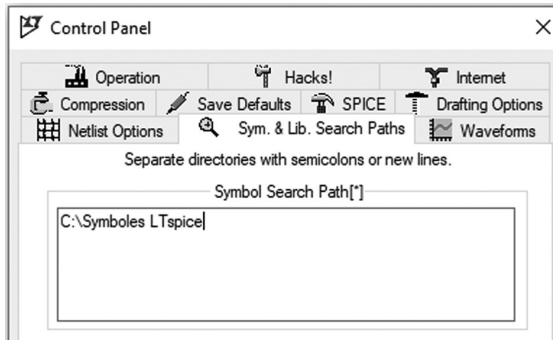 Control Panel
Operation Hacks! Internet
Compression Save Defaults SPICE Drafting Options
Netlist Options Sym. & Lib. Search Paths Waveforms
Separate directories with semicolons or new lines.
Symbol Search Path[*]
C:\Symboles LTspice